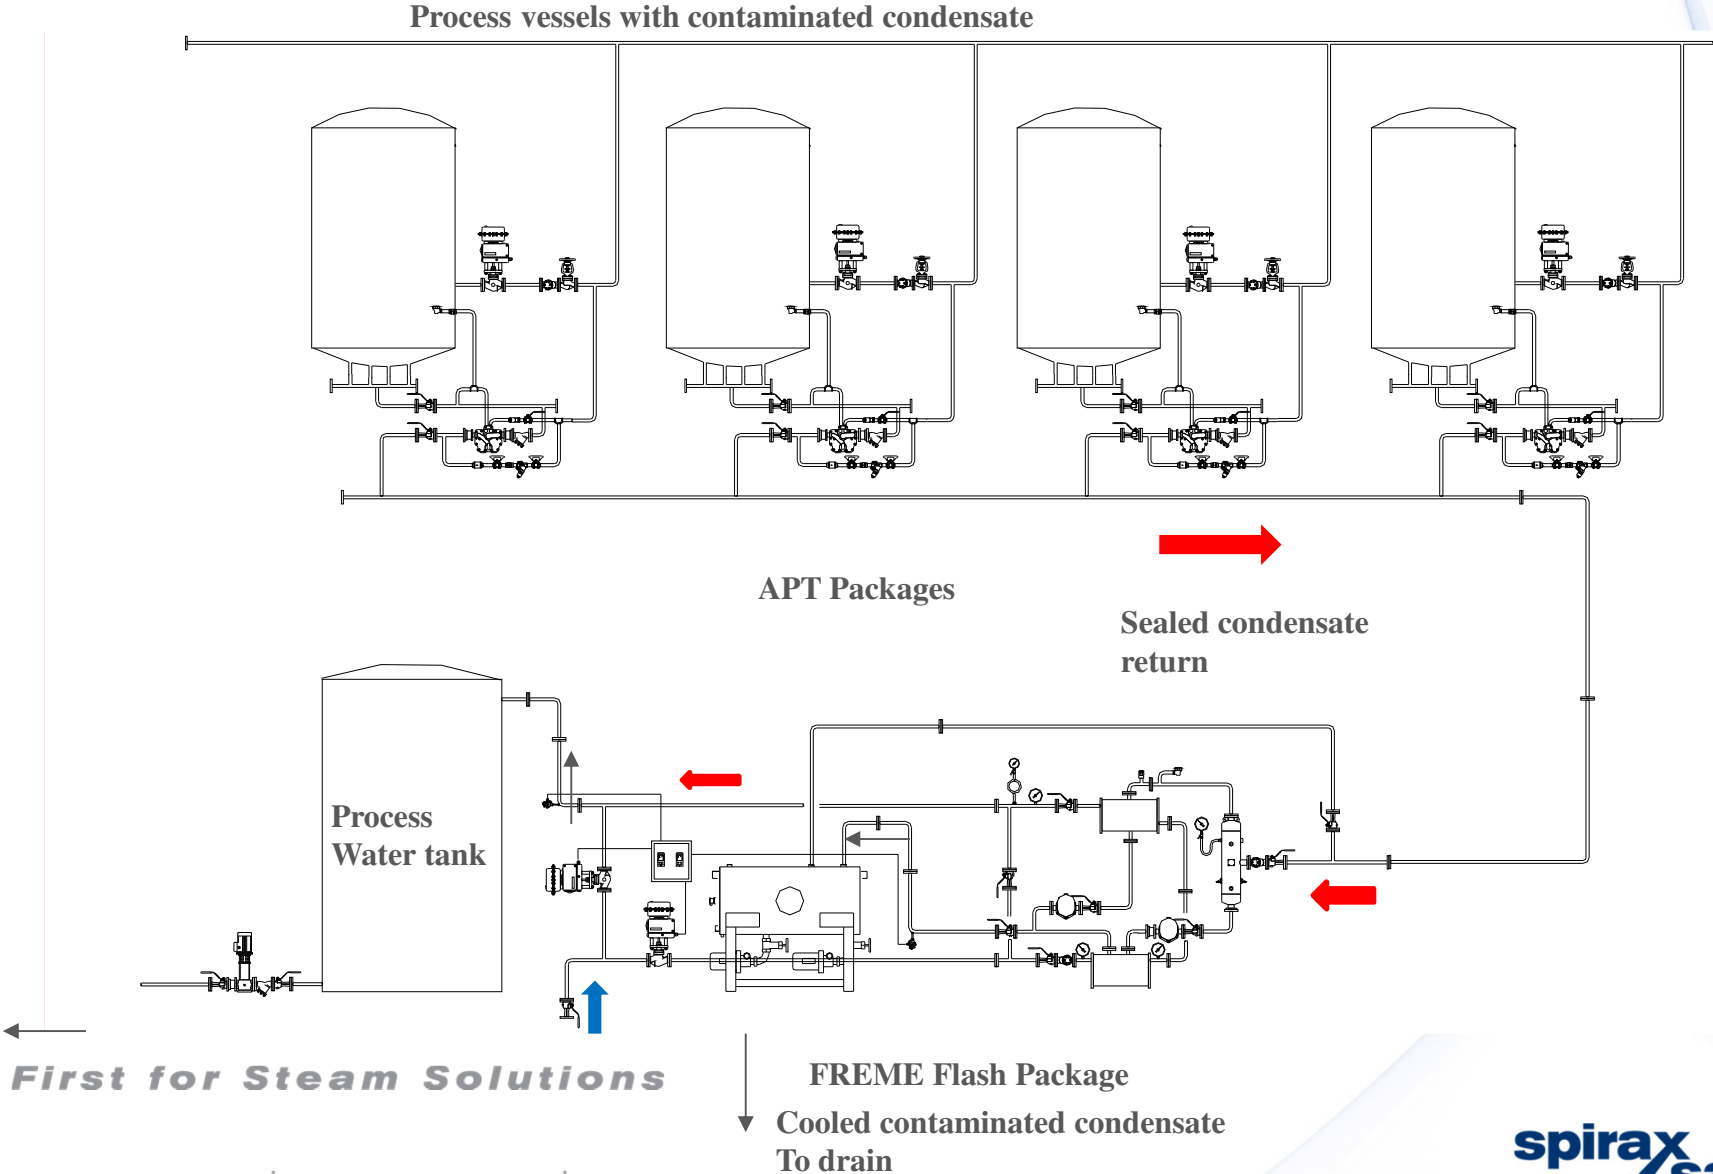 Process vessels with contaminated condensate
APT Packages
Sealed condensate
return
Process
Water tank
First for Steam Solutions
FREME Flash Package
Cooled contaminated condensate
To drain
spirax